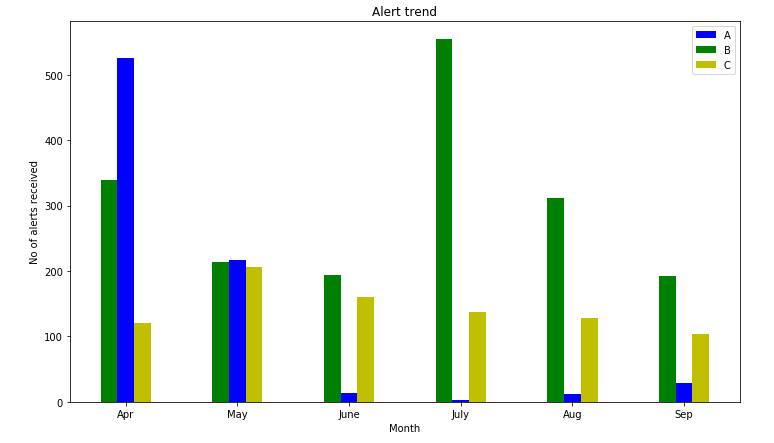 Alert trend
A
B
C
No of alerts received
500
400
300
200
100
0
Apr May June July Aug Sep
Month